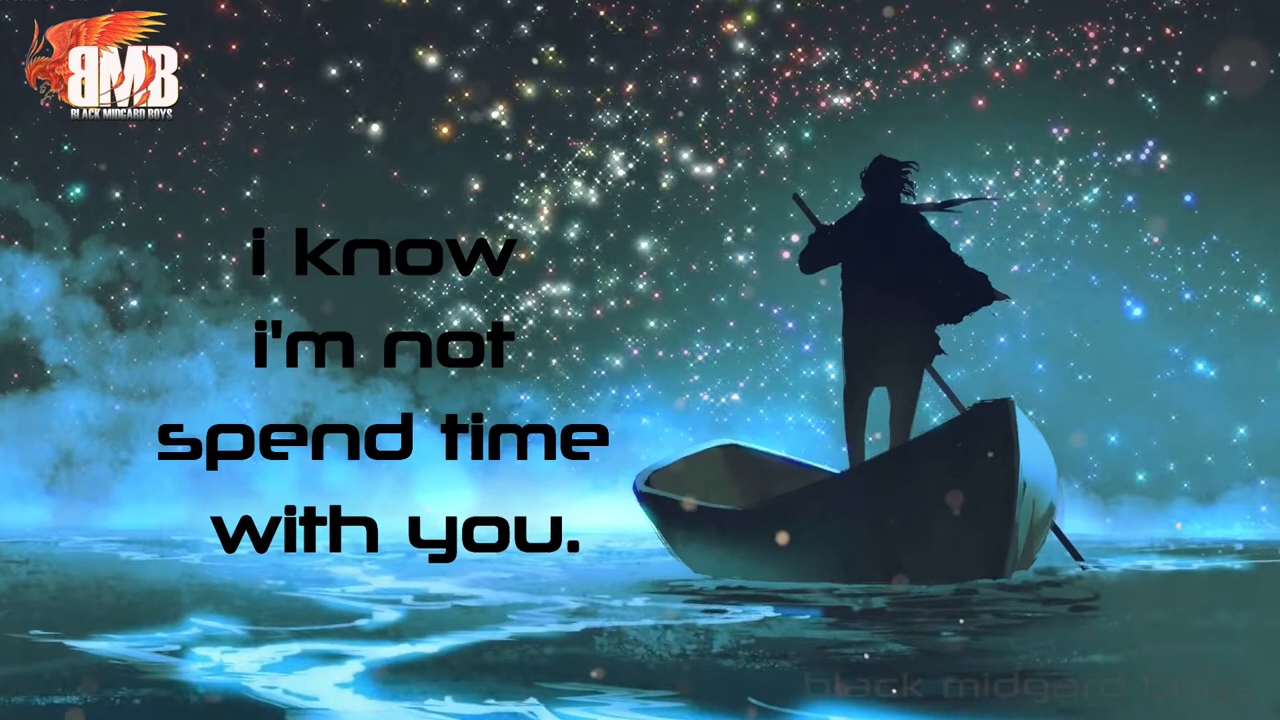 BMB
BLACK MIDGARD BOYS
i know
i'm not
spend time
with you.
black midgard boys